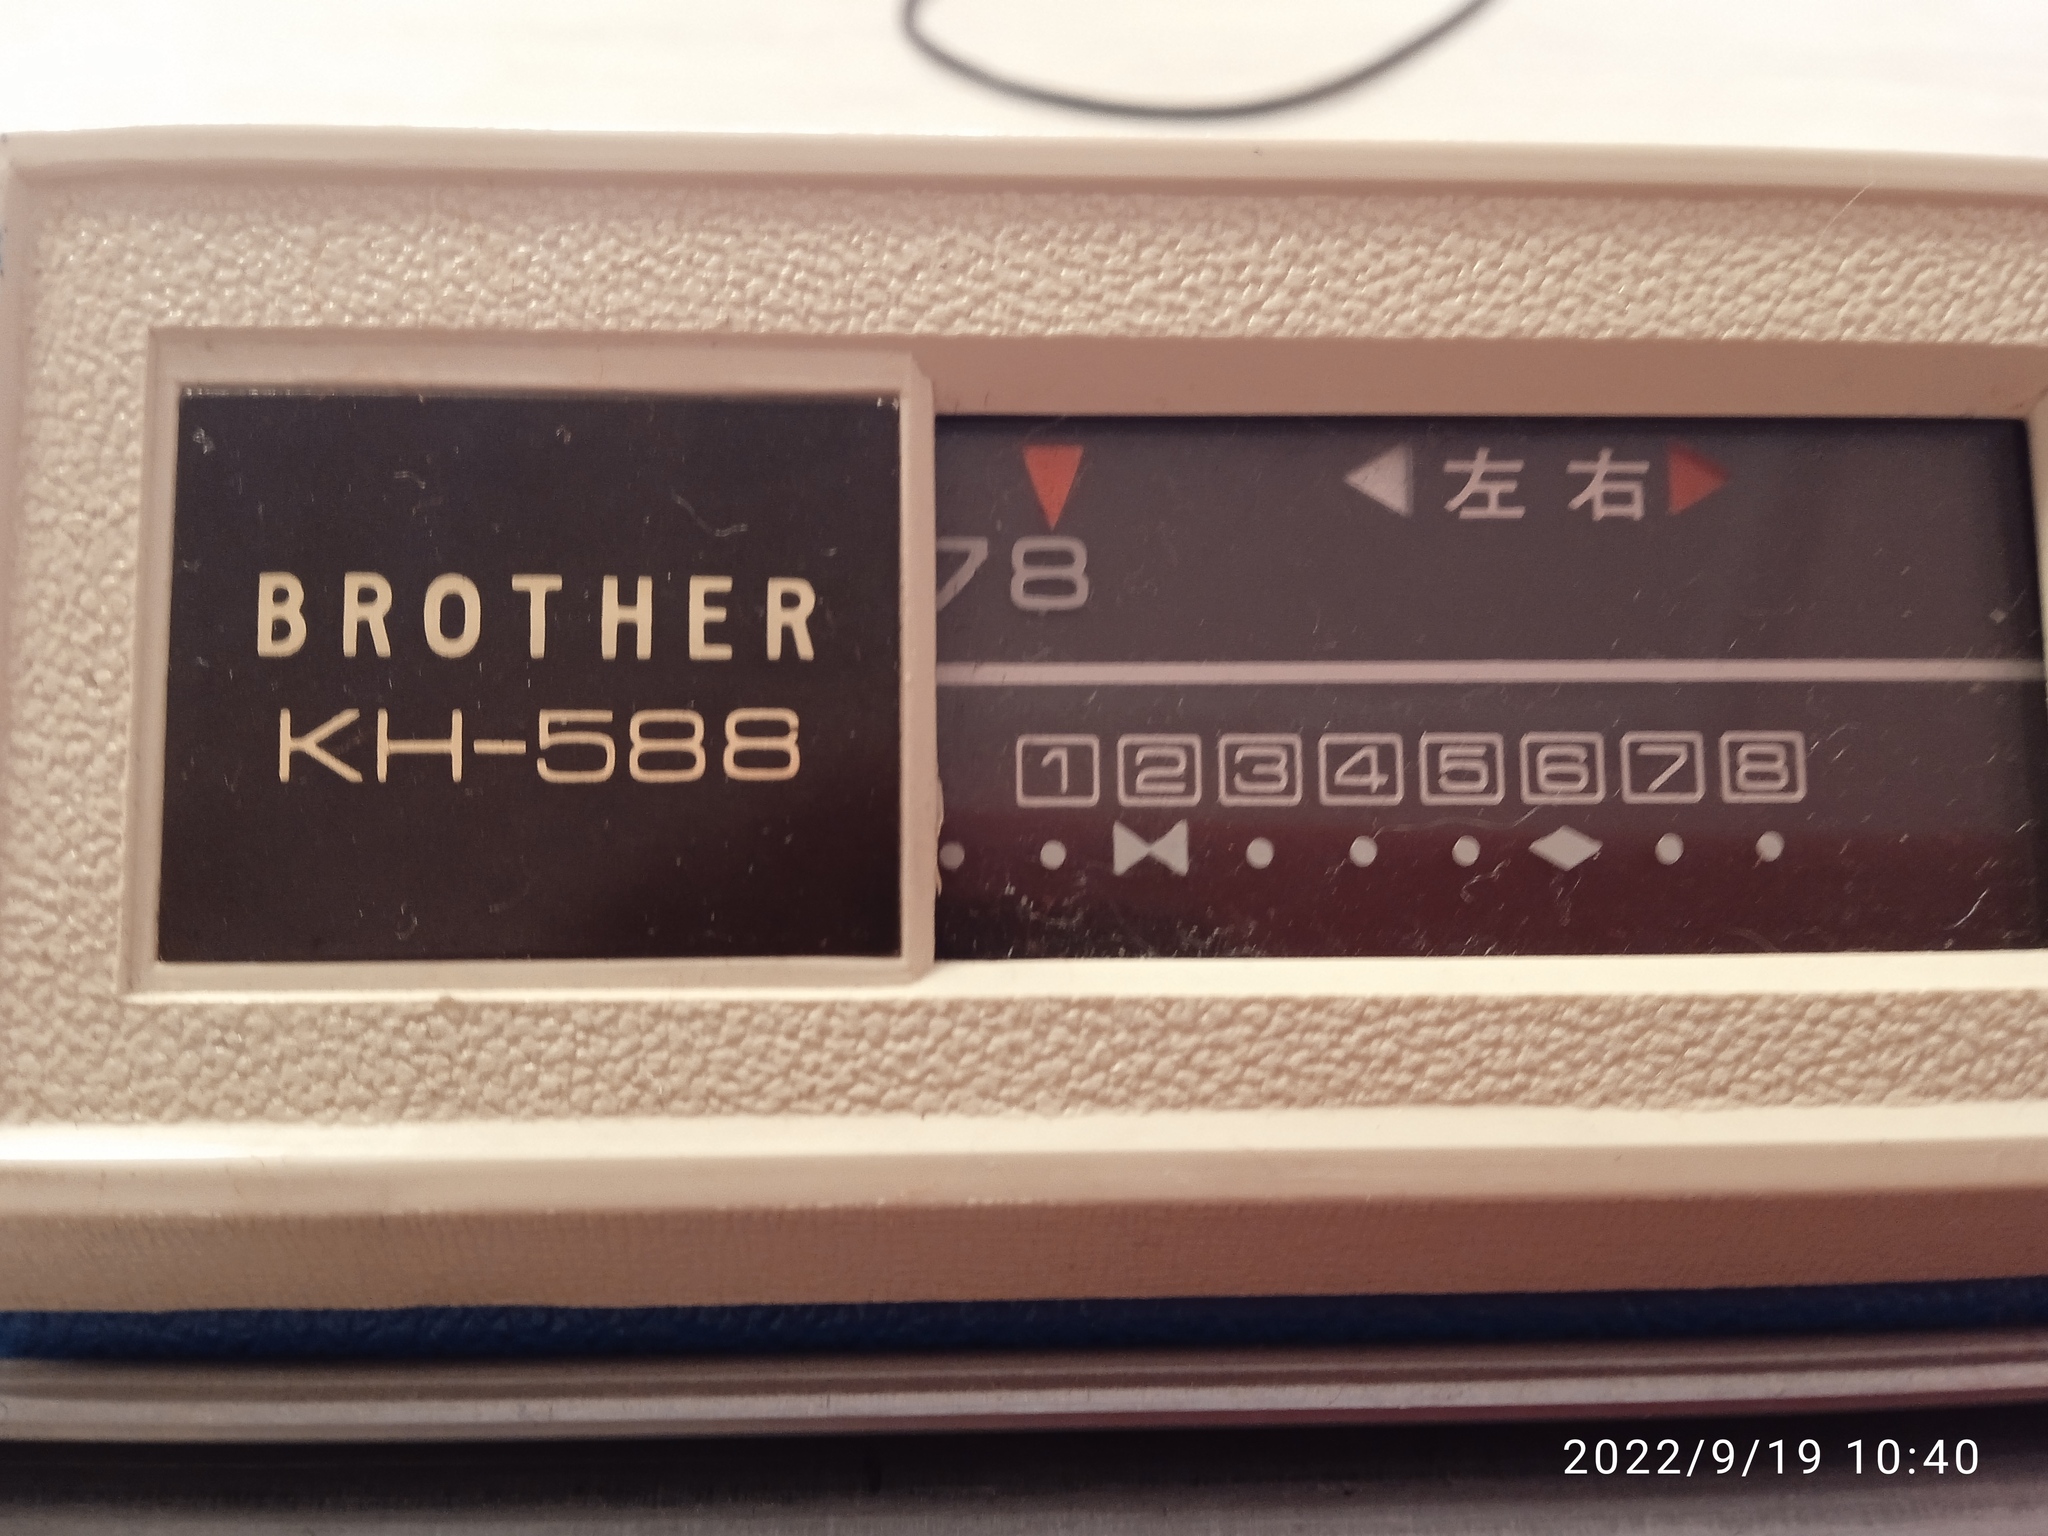 BROTHER
KH-588
78
左 右
1 2 3 4 5 6 7 8
2022/9/19 10:40